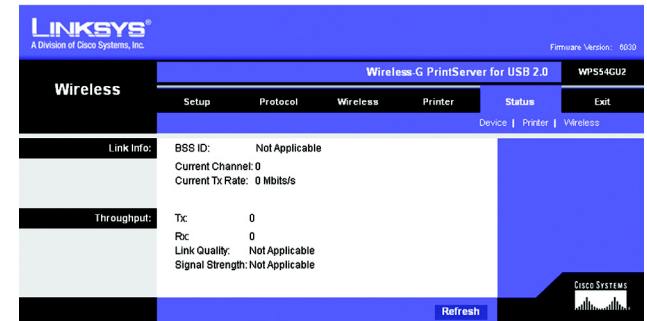 LINKSYS®
A Division of Cisco Systems, Inc.
Firmware Version: 6030
Wireless
Wireless-G PrintServer for USB 2.0 WPS54GU2
Setup Protocol Wireless Printer Status Exit
Device | Printer | Wireless
Link Info:
BSS ID: Not Applicable
Current Channel: 0
Current Tx Rate: 0 Mbits/s
Throughput:
Tx: 0
Rx: 0
Link Quality: Not Applicable
Signal Strength: Not Applicable
CISCO SYSTEMS
Refresh